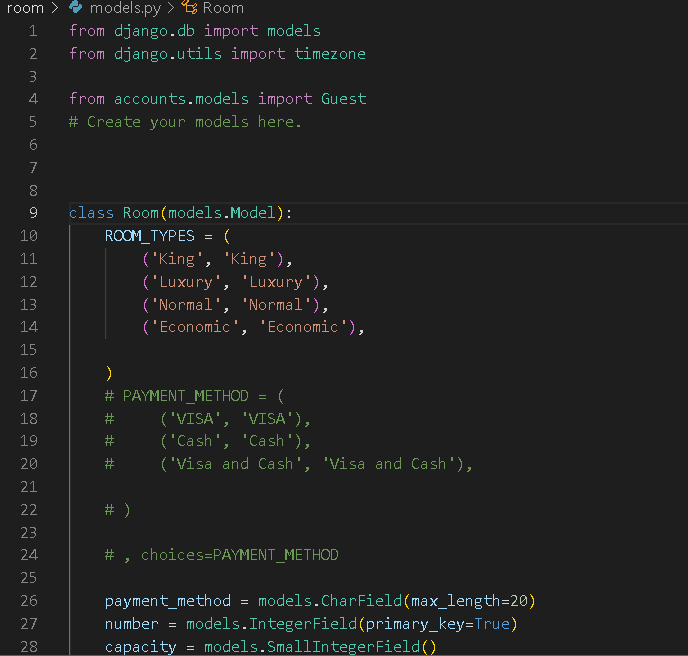 room > models.py > Room
1 from django.db import models
2 from django.utils import timezone
3
4 from accounts.models import Guest
5 # Create your models here.
6
7
8
9 class Room(models.Model):
10 ROOM_TYPES = (
11 ('King', 'King'),
12 ('Luxury', 'Luxury'),
13 ('Normal', 'Normal'),
14 ('Economic', 'Economic'),
15
16 )
17 # PAYMENT_METHOD = (
18 # ('VISA', 'VISA'),
19 # ('Cash', 'Cash'),
20 # ('Visa and Cash', 'Visa and Cash'),
21
22 # )
23
24 # , choices=PAYMENT_METHOD
25
26 payment_method = models.CharField(max_length=20)
27 number = models.IntegerField(primary_key=True)
28 capacity = models.SmallIntegerField()